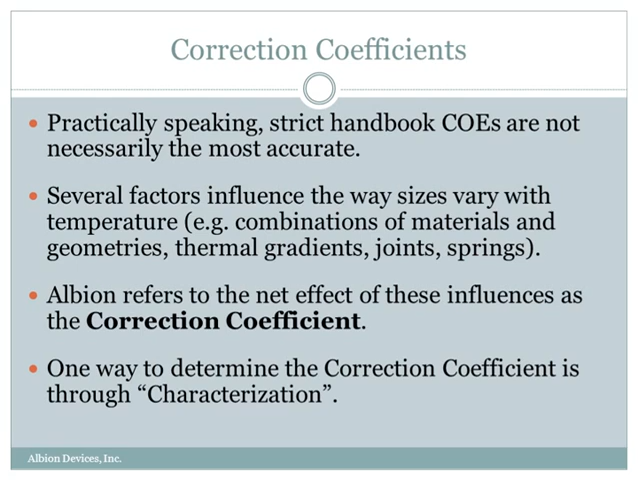 Correction Coefficients
• Practically speaking, strict handbook COEs are not
necessarily the most accurate.
• Several factors influence the way sizes vary with
temperature (e.g. combinations of materials and
geometries, thermal gradients, joints, springs).
• Albion refers to the net effect of these influences as
the Correction Coefficient.
• One way to determine the Correction Coefficient is
through “Characterization”.
Albion Devices, Inc.